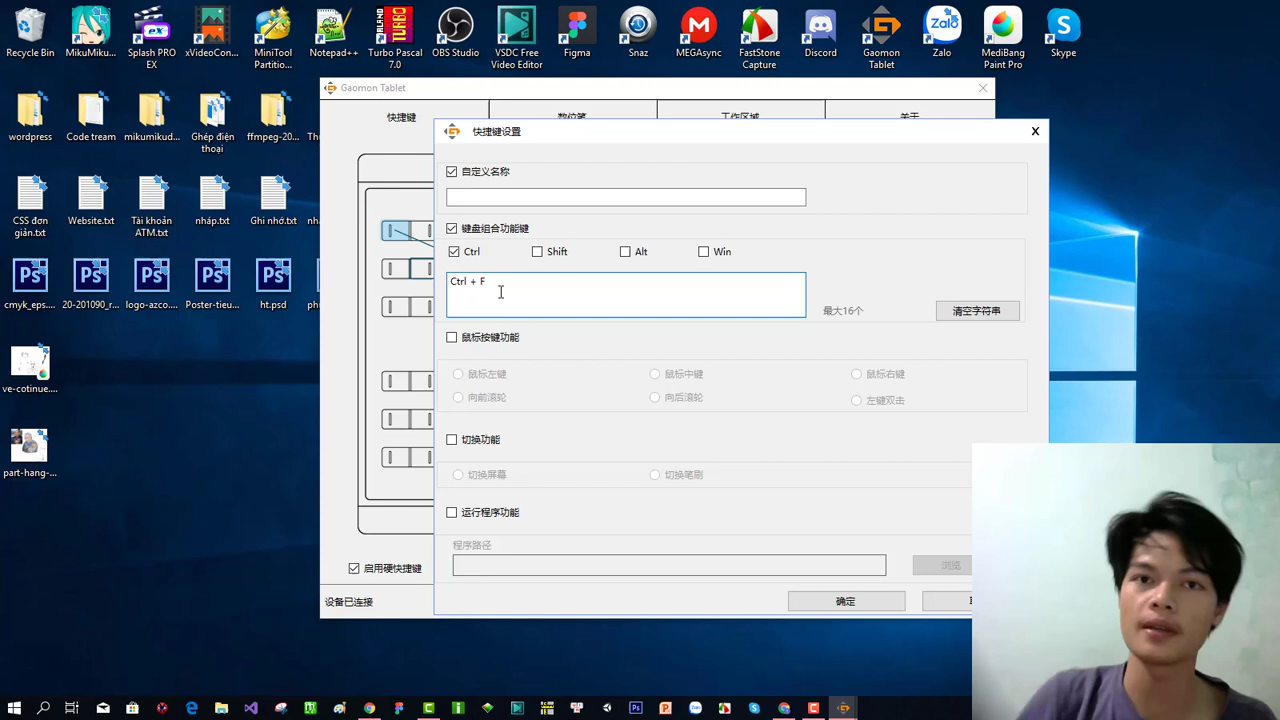 Recycle Bin
MikuMiku...
Splash PRO
EX
xVideoCon...
MiniTool
Partitio...
Notepad++
Turbo Pascal
7.0
OBS Studio
VSDC Free
Video Editor
Figma
Snaz
MEGAsync
FastStone
Capture
Discord
Gaomon
Tablet
Zalo
MediBang
Paint Pro
Skype
wordpress
Code tream
mikumikud...
Ghép điện
thoại
ffmpeg-20...
CSS đơn
giản.txt
Website.txt
Tài khoản
ATM.txt
nháp.txt
Ghi nhớ.txt
cmyk_eps....
20-201090_r...
logo-azco....
Poster-tieu...
ht.psd
ve-cotinue....
part-hang-...
Gaomon Tablet
快捷键
数位笔
工作区域
关于
快捷键设置
X
自定义名称
键盘组合功能键
Ctrl
Shift
Alt
Win
Ctrl + F
最大16个
清空字符串
鼠标按键功能
鼠标左键
鼠标中键
鼠标右键
向前滚轮
向后滚轮
左键双击
切换功能
切换屏幕
切换笔刷
运行程序功能
程序路径
浏览
确定
启用硬快捷键
设备已连接